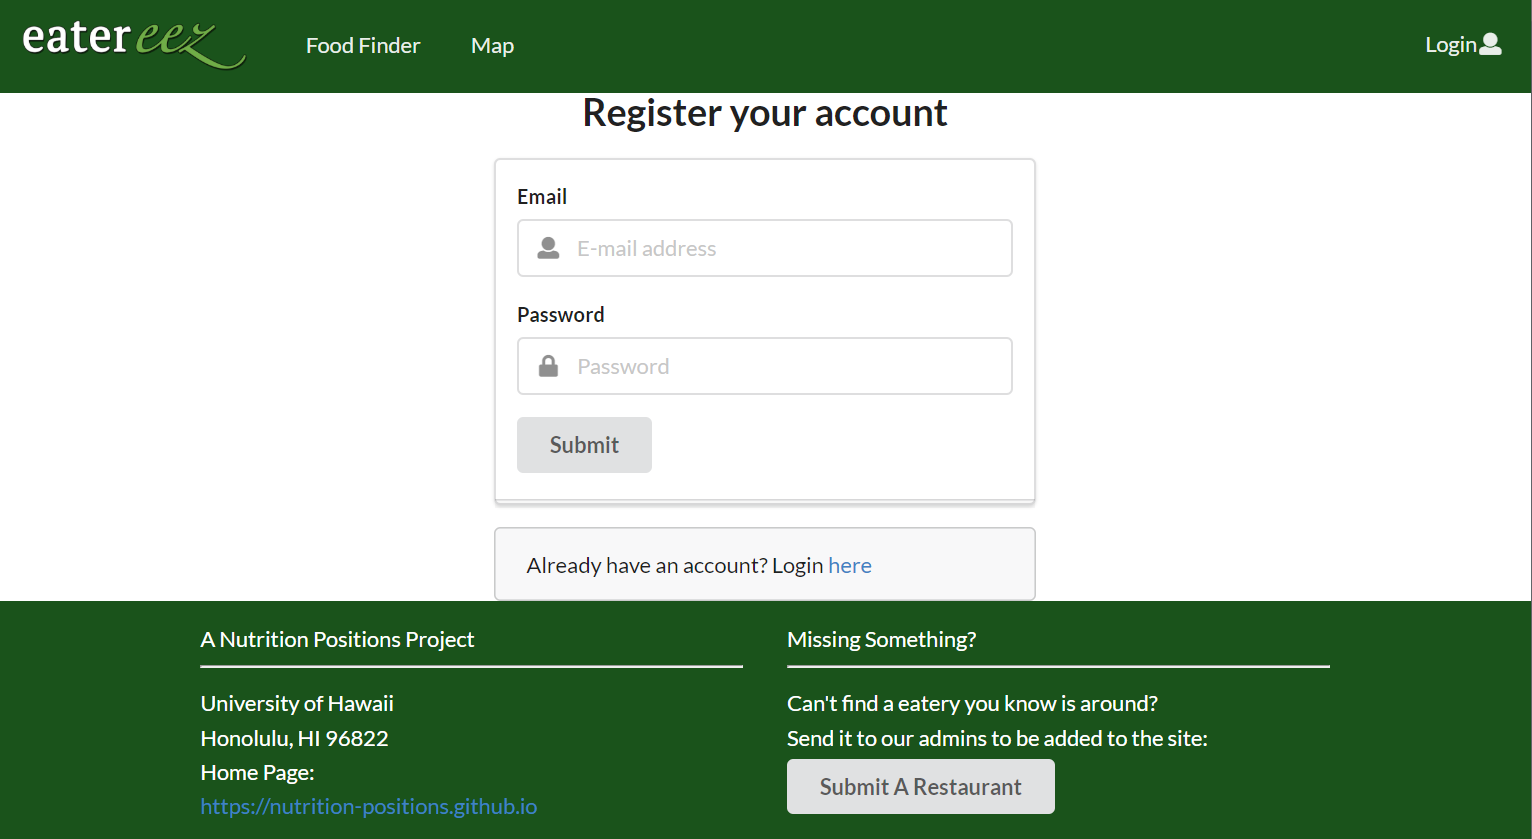 eatereez Food Finder Map Login
Register your account
Email
E-mail address
Password
Password
Submit
Already have an account? Login here
A Nutrition Positions Project
University of Hawaii
Honolulu, HI 96822
Home Page:
https://nutrition-positions.github.io
Missing Something?
Can't find a eatery you know is around?
Send it to our admins to be added to the site:
Submit A Restaurant